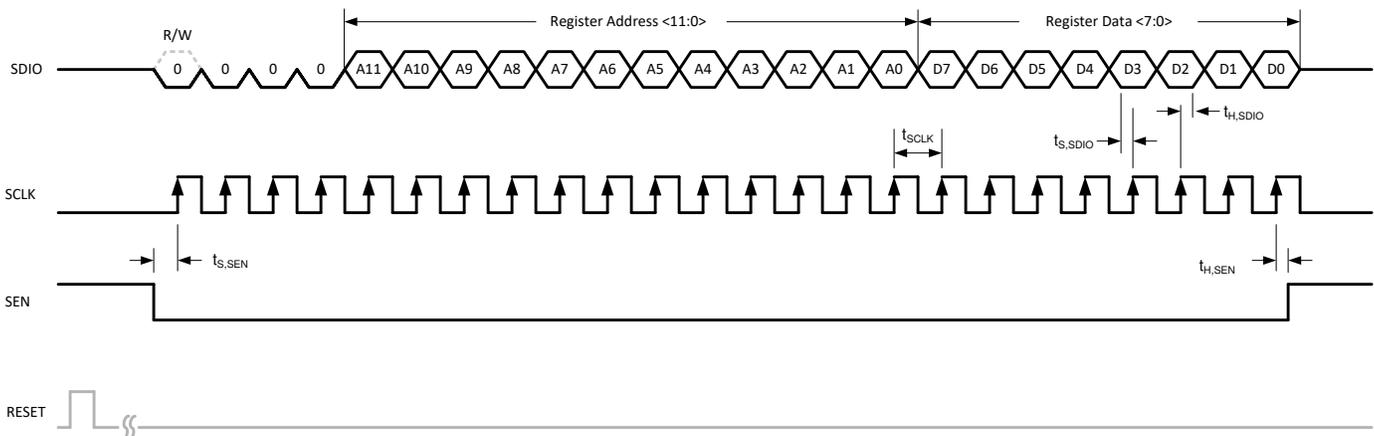 Register Address <11:0>
Register Data <7:0>
R/W
SDIO
0 0 0 0 A11 A10 A9 A8 A7 A6 A5 A4 A3 A2 A1 A0 D7 D6 D5 D4 D3 D2 D1 D0
tH,SDIO
tSCLK
tS,SDIO
SCLK
tS,SEN
tH,SEN
SEN
RESET